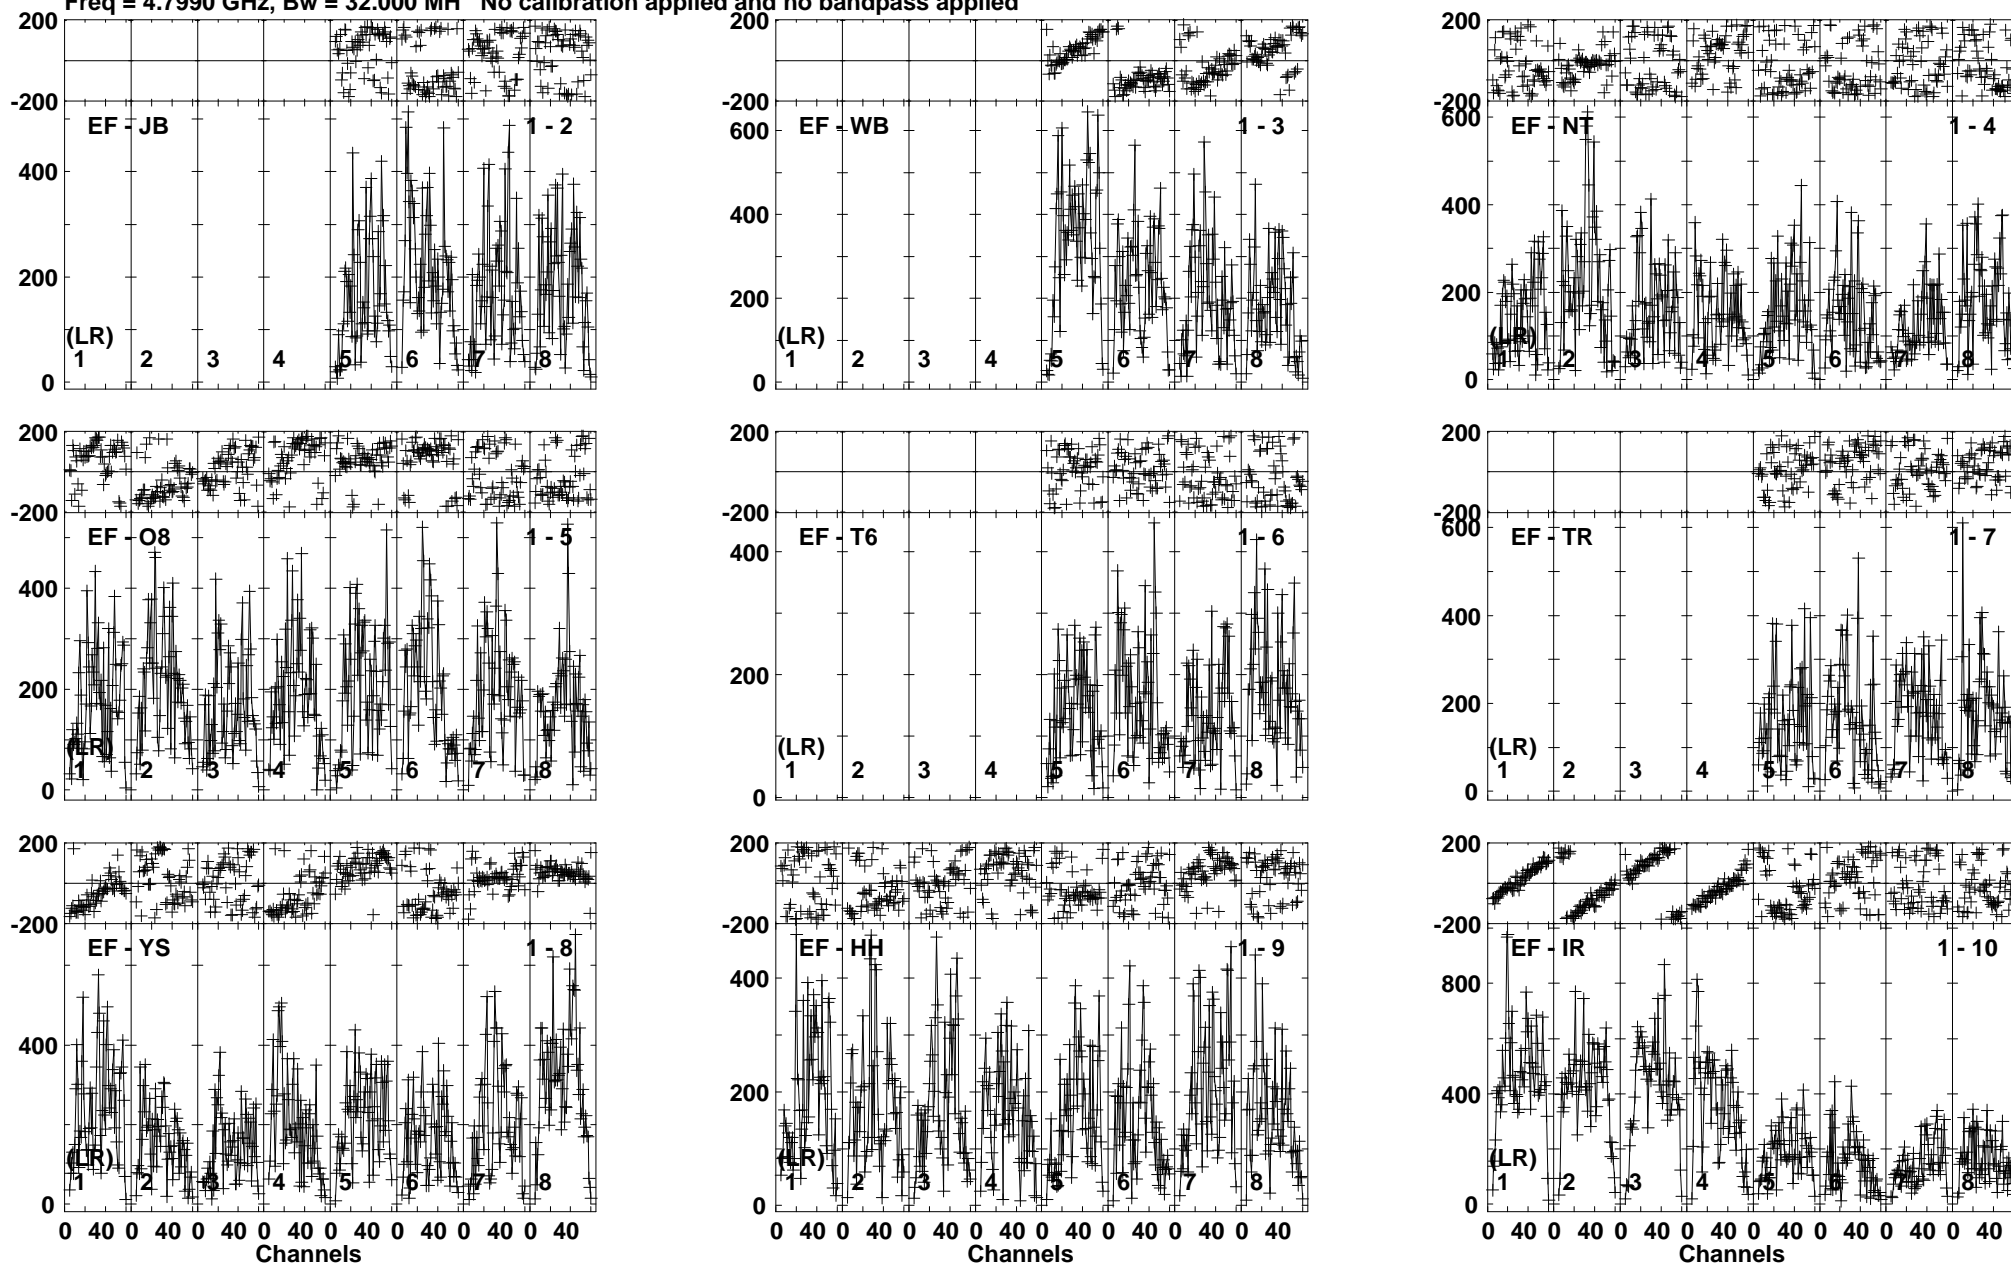 Freq = 4.7990 GHz, Bw = 32.000 MH No calibration applied and no bandpass applied
200 200 200
-200 -200 -200
EF - JB 1 - 2 EF - WB 1 - 3 EF - NT 1 - 4
400 200 0
600 400 200 0
600 400 200 0
(LR) 1 2 3 4 5 6 7 8
(LR) 1 2 3 4 5 6 7 8
(LR) 1 2 3 4 5 6 7 8
200 200 200
-200 -200 -200
EF - O8 1 - 5 EF - T6 1 - 6 EF - TR 1 - 7
400 200 0
400 200 0
600 400 200 0
(LR) 1 2 3 4 5 6 7 8
(LR) 1 2 3 4 5 6 7 8
(LR) 1 2 3 4 5 6 7 8
200 200 200
-200 -200 -200
EF - YS 1 - 8 EF - HH 1 - 9 EF - IR 1 - 10
400 0
400 200 0
800 400 0
(LR) 1 2 3 4 5 6 7 8
(LR) 1 2 3 4 5 6 7 8
(LR) 1 2 3 4 5 6 7 8
0 40 0 40 0 40 0 40 0 40 0 40 0 40 0 40
0 40 0 40 0 40 0 40 0 40 0 40 0 40 0 40
0 40 0 40 0 40 0 40 0 40 0 40 0 40 0 40
Channels Channels Channels